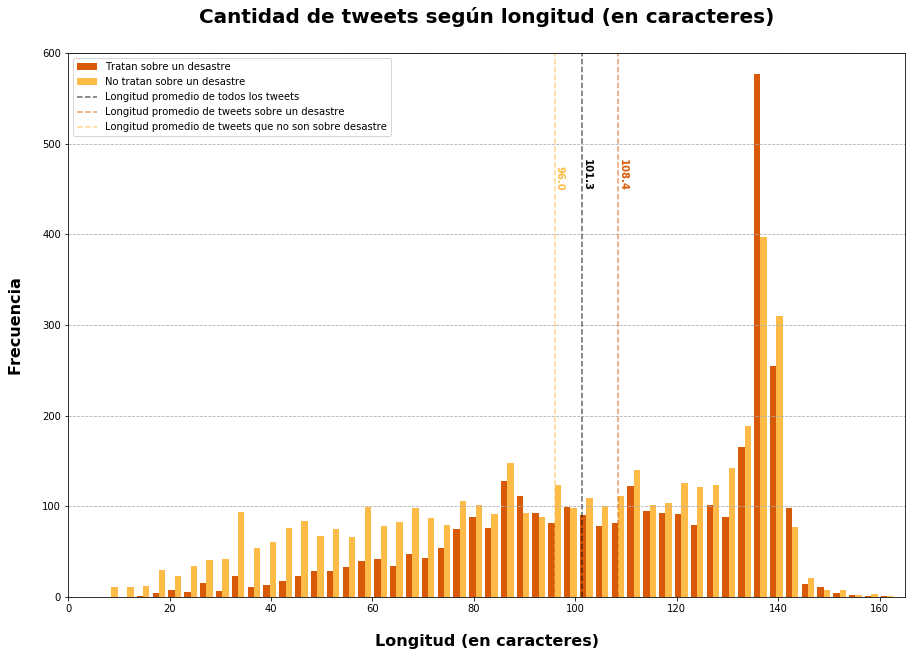 Cantidad de tweets según longitud (en caracteres)
Tratan sobre un desastre
No tratan sobre un desastre
Longitud promedio de todos los tweets
Longitud promedio de tweets sobre un desastre
Longitud promedio de tweets que no son sobre desastre
600
500
400
300
200
100
0
Frecuencia
96.0
101.3
108.4
0 20 40 60 80 100 120 140 160
Longitud (en caracteres)